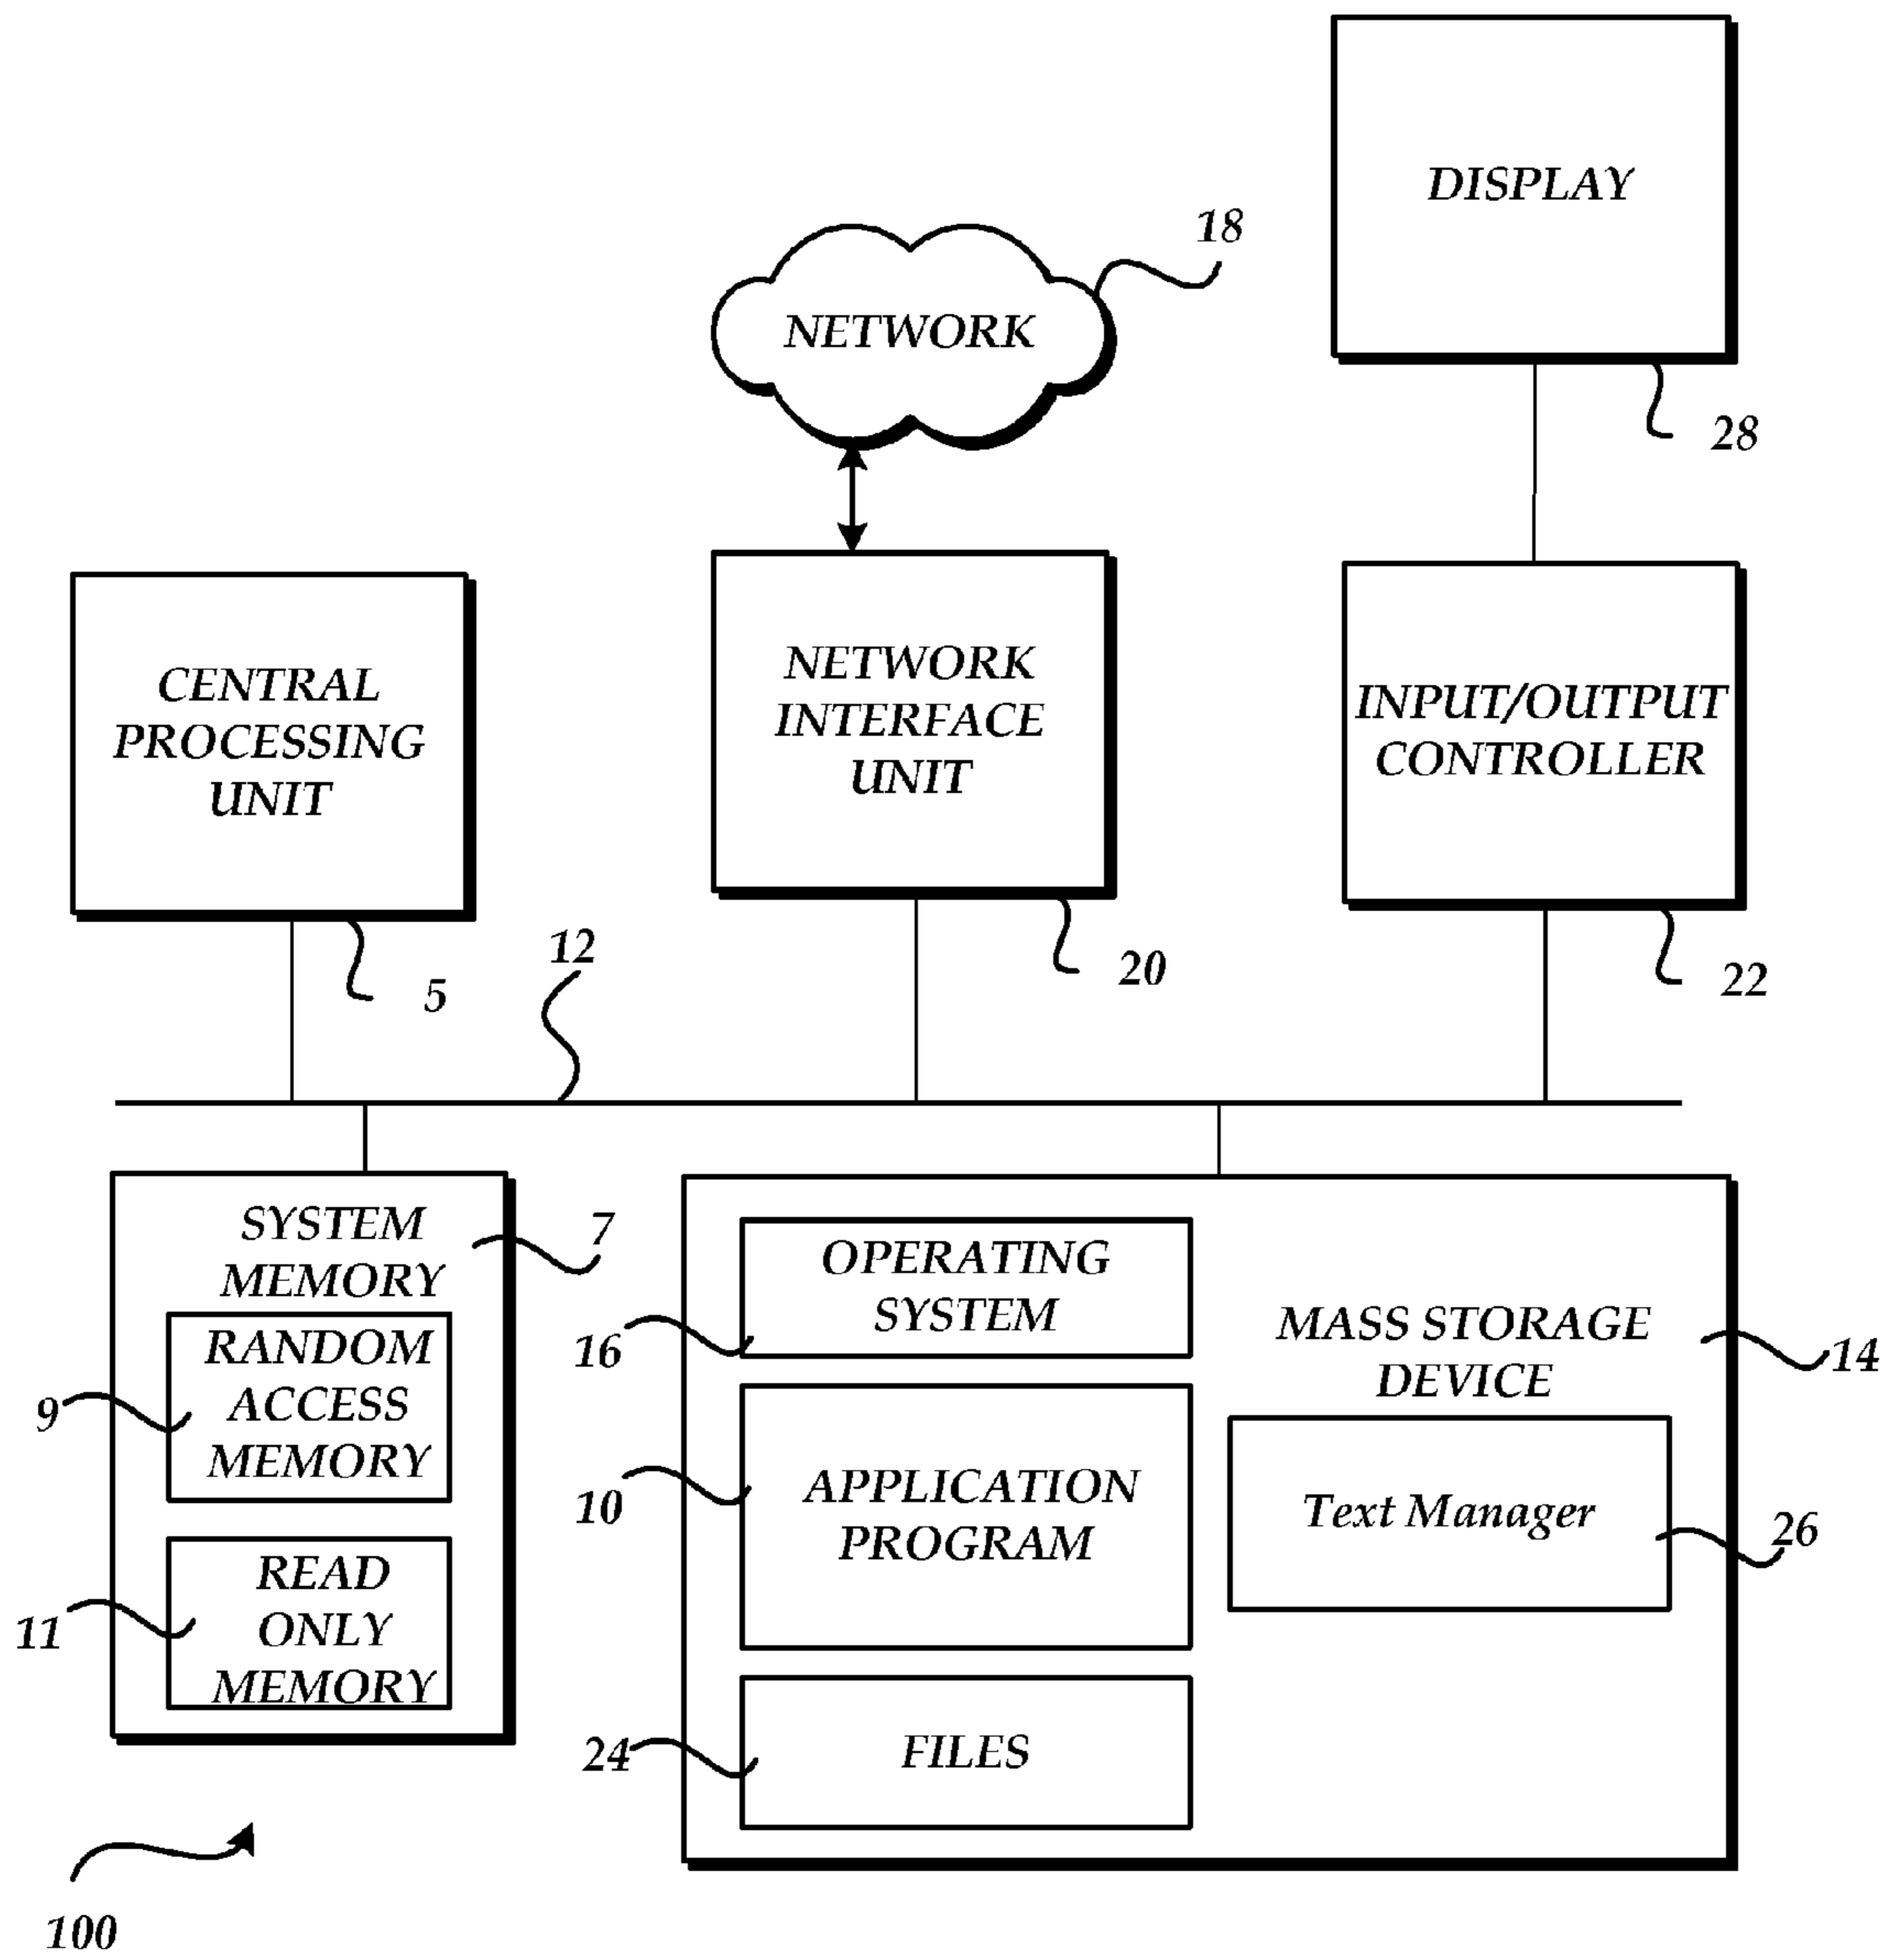 DISPLAY
28
18
NETWORK
CENTRAL
PROCESSING
UNIT
5
NETWORK
INTERFACE
UNIT
20
INPUT/OUTPUT
CONTROLLER
22
12
SYSTEM
MEMORY
7
RANDOM
ACCESS
MEMORY
9
READ
ONLY
MEMORY
11
OPERATING
SYSTEM
16
MASS STORAGE
DEVICE
14
APPLICATION
PROGRAM
10
Text Manager
26
FILES
24
100